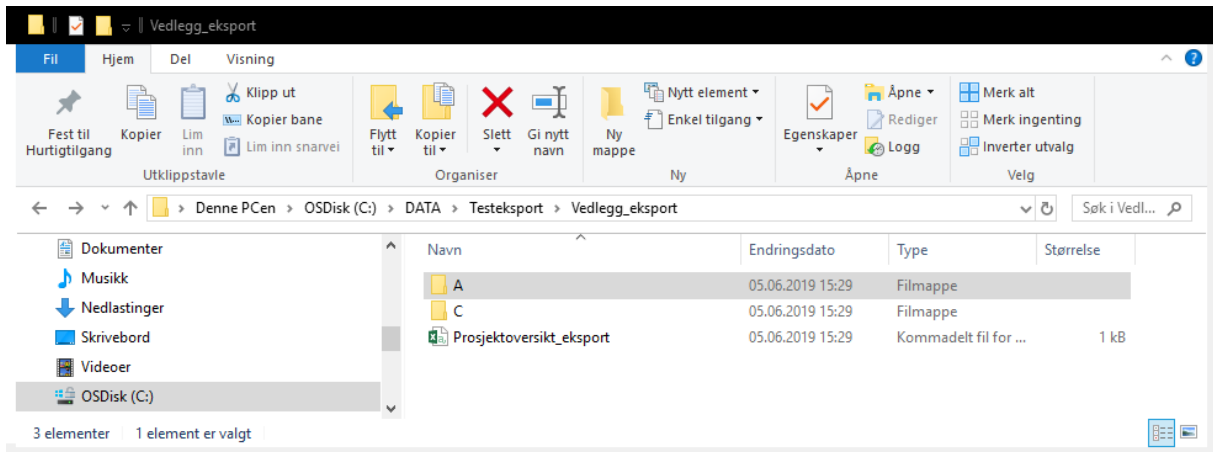 Vedlegg_eksport
Fil Hjem Del Visning
Fest til Hurtigtilgang
Kopier
Lim inn
Klipp ut
Kopier bane
Lim inn snarvei
Utklippstavle
Flytt til
Kopier til
Slett
Gi nytt navn
Organiser
Ny mappe
Nytt element
Enkel tilgang
Ny
Egenskaper
Åpne
Rediger
Logg
Åpne
Merk alt
Merk ingenting
Inverter utvalg
Velg
Denne PCen > OSDisk (C:) > DATA > Testeksport > Vedlegg_eksport
Søk i Vedl...
Dokumenter
Musikk
Nedlastinger
Skrivebord
Videoer
OSDisk (C:)
Navn Endringsdato Type Størrelse
A 05.06.2019 15:29 Filmappe
C 05.06.2019 15:29 Filmappe
Prosjektoversikt_eksport 05.06.2019 15:29 Kommadelt fil for ... 1 kB
3 elementer 1 element er valgt